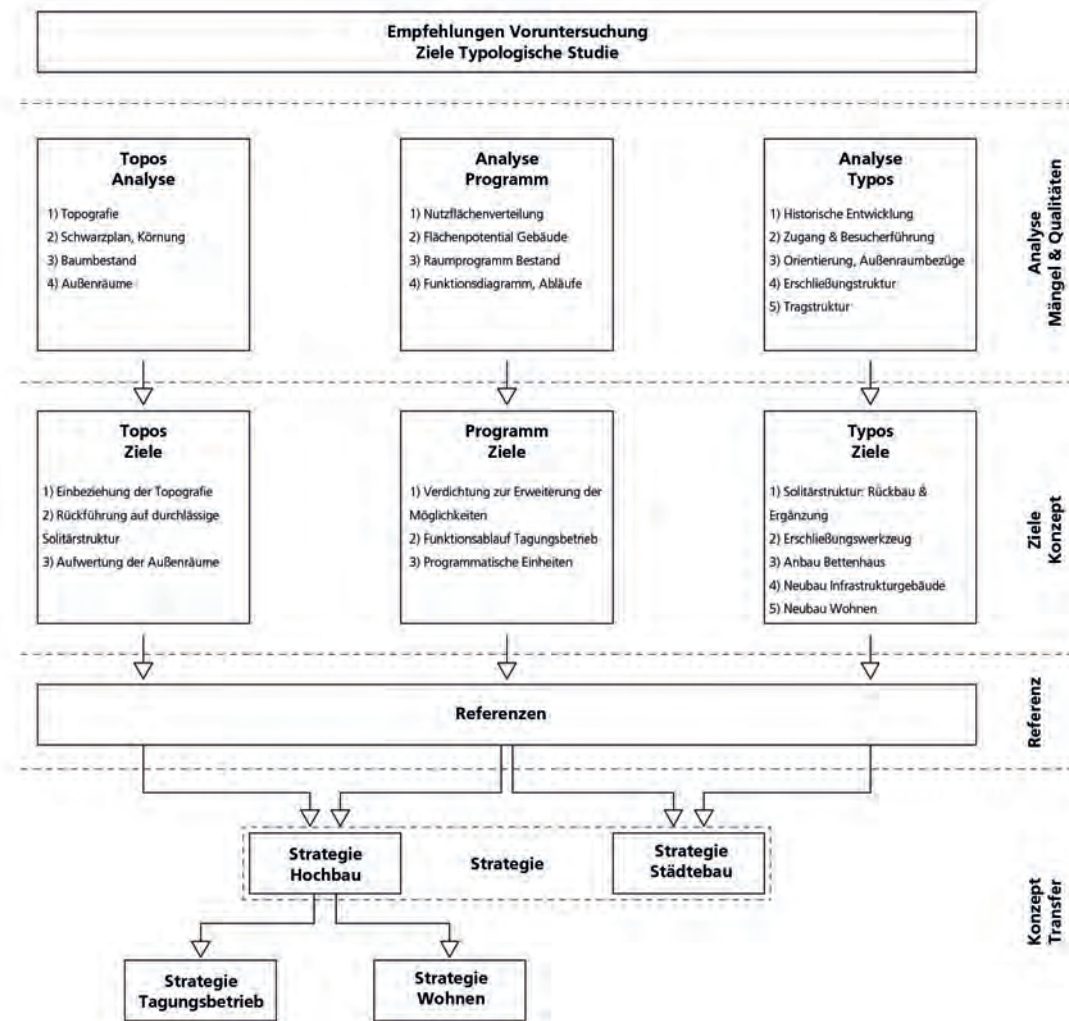 Empfehlungen Voruntersuchung
Ziele Typologische Studie
Topos
Analyse
1) Topografie
2) Schwarzplan, Körnung
3) Baumbestand
4) Außenräume
Analyse
Programm
1) Nutzflächenverteilung
2) Flächenpotential Gebäude
3) Raumprogramm Bestand
4) Funktionsdiagramm, Abläufe
Analyse
Typos
1) Historische Entwicklung
2) Zugang & Besucherführung
3) Orientierung, Außenraumbezüge
4) Erschließungstruktur
5) Tragstruktur
Analyse
Mängel & Qualitäten
Topos
Ziele
1) Einbeziehung der Topografie
2) Rückführung auf durchlässige
Solitärstruktur
3) Aufwertung der Außenräume
Programm
Ziele
1) Verdichtung zur Erweiterung der
Möglichkeiten
2) Funktionsablauf Tagungsbetrieb
3) Programmatische Einheiten
Typos
Ziele
1) Solitärstruktur: Rückbau &
Ergänzung
2) Erschließungswerkzeug
3) Anbau Bettenhaus
4) Neubau Infrastrukturgebäude
5) Neubau Wohnen
Ziele
Konzept
Referenzen
Referenz
Strategie
Hochbau
Strategie
Strategie
Städtebau
Strategie
Tagungsbetrieb
Strategie
Wohnen
Konzept
Transfer